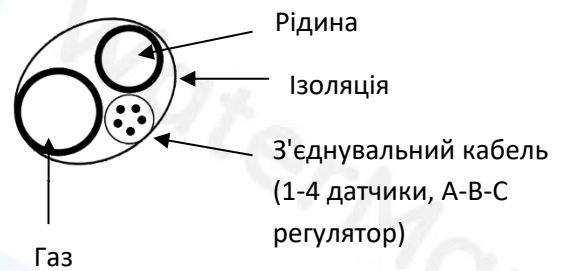 Рідина
Ізоляція
З'єднувальний кабель
(1-4 датчики, А-В-С
регулятор)
Газ